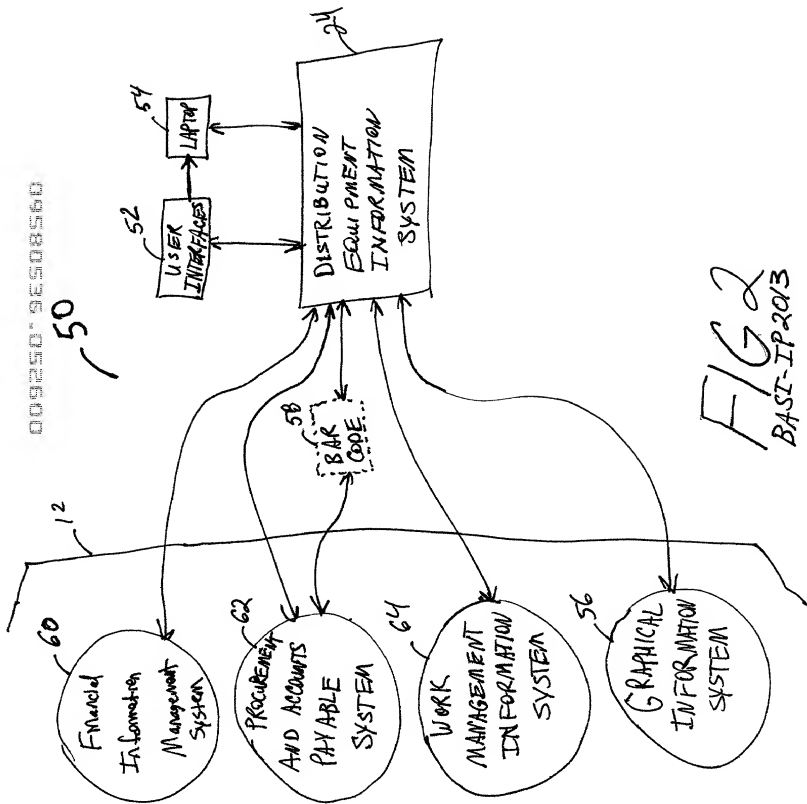 50
12
60
Financial
Information
Management
System
62
PROCUREMENT
AND ACCOUNTS
PAYABLE
SYSTEM
64
WORK
MANAGEMENT
INFORMATION
SYSTEM
56
GRAPHICAL
INFORMATION
SYSTEM
58
BAR
CODE
52
USER
INTERFACES
54
LAPTOP
24
DISTRIBUTION
EQUIPMENT
INFORMATION
SYSTEM
FIG 2
BASI-IP2013